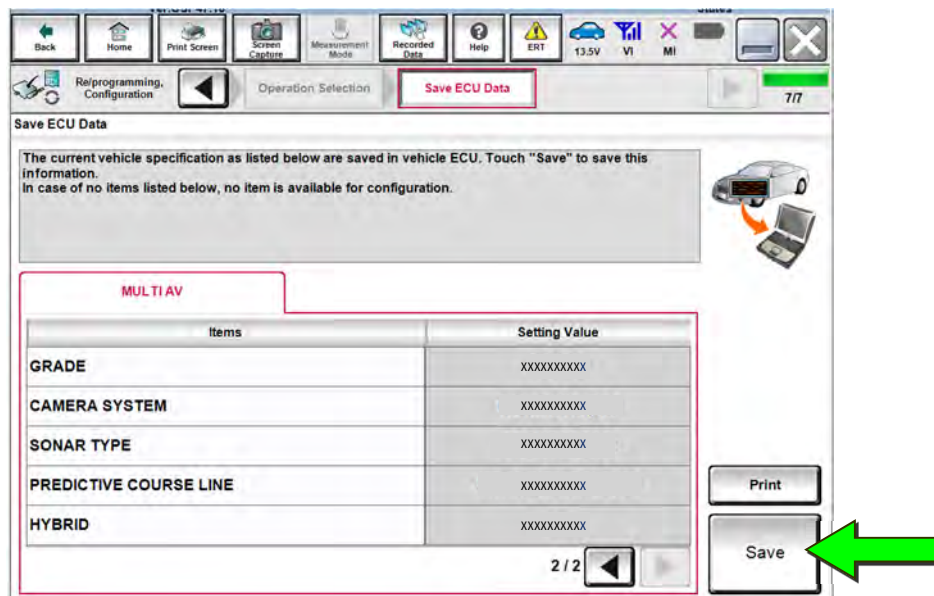 Back
Home
Print Screen
Screen Capture
Measurement Mode
Recorded Data
Help
ERT
13.5V
VI
MI
Re/programming, Configuration
Operation Selection
Save ECU Data
7/7
Save ECU Data
The current vehicle specification as listed below are saved in vehicle ECU. Touch "Save" to save this
information.
In case of no items listed below, no item is available for configuration.
MULTI AV
Items
Setting Value
GRADE
XXXXXXXXXX
CAMERA SYSTEM
XXXXXXXXXX
SONAR TYPE
XXXXXXXXXX
PREDICTIVE COURSE LINE
XXXXXXXXXX
HYBRID
XXXXXXXXXX
2/2
Print
Save